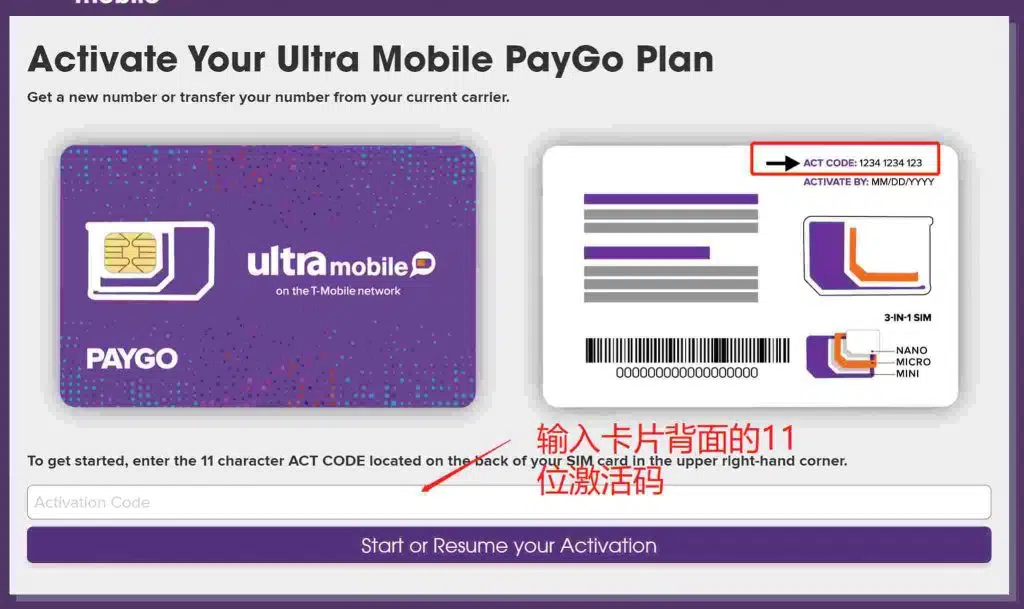 mobile
Activate Your Ultra Mobile PayGo Plan
Get a new number or transfer your number from your current carrier.
ultra mobile
on the T-Mobile network
PAYGO
ACT CODE: 1234 1234 123
ACTIVATE BY: MM/DD/YYYY
3-IN-1 SIM
NANO
MICRO
MINI
000000000000000000
输入卡片背面的11
位激活码
To get started, enter the 11 character ACT CODE located on the back of your SIM card in the upper right-hand corner.
Activation Code
Start or Resume your Activation